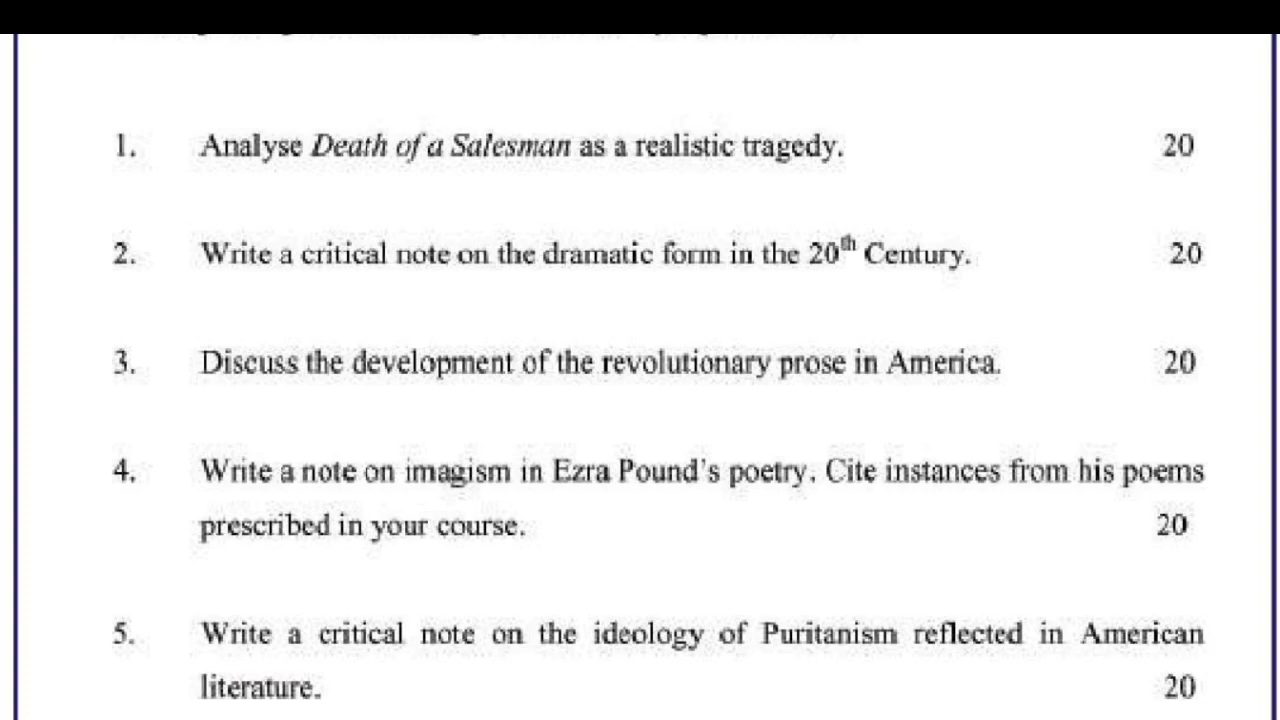 1. Analyse Death of a Salesman as a realistic tragedy. 20
2. Write a critical note on the dramatic form in the 20th Century. 20
3. Discuss the development of the revolutionary prose in America. 20
4. Write a note on imagism in Ezra Pound's poetry. Cite instances from his poems
prescribed in your course. 20
5. Write a critical note on the ideology of Puritanism reflected in American
literature. 20